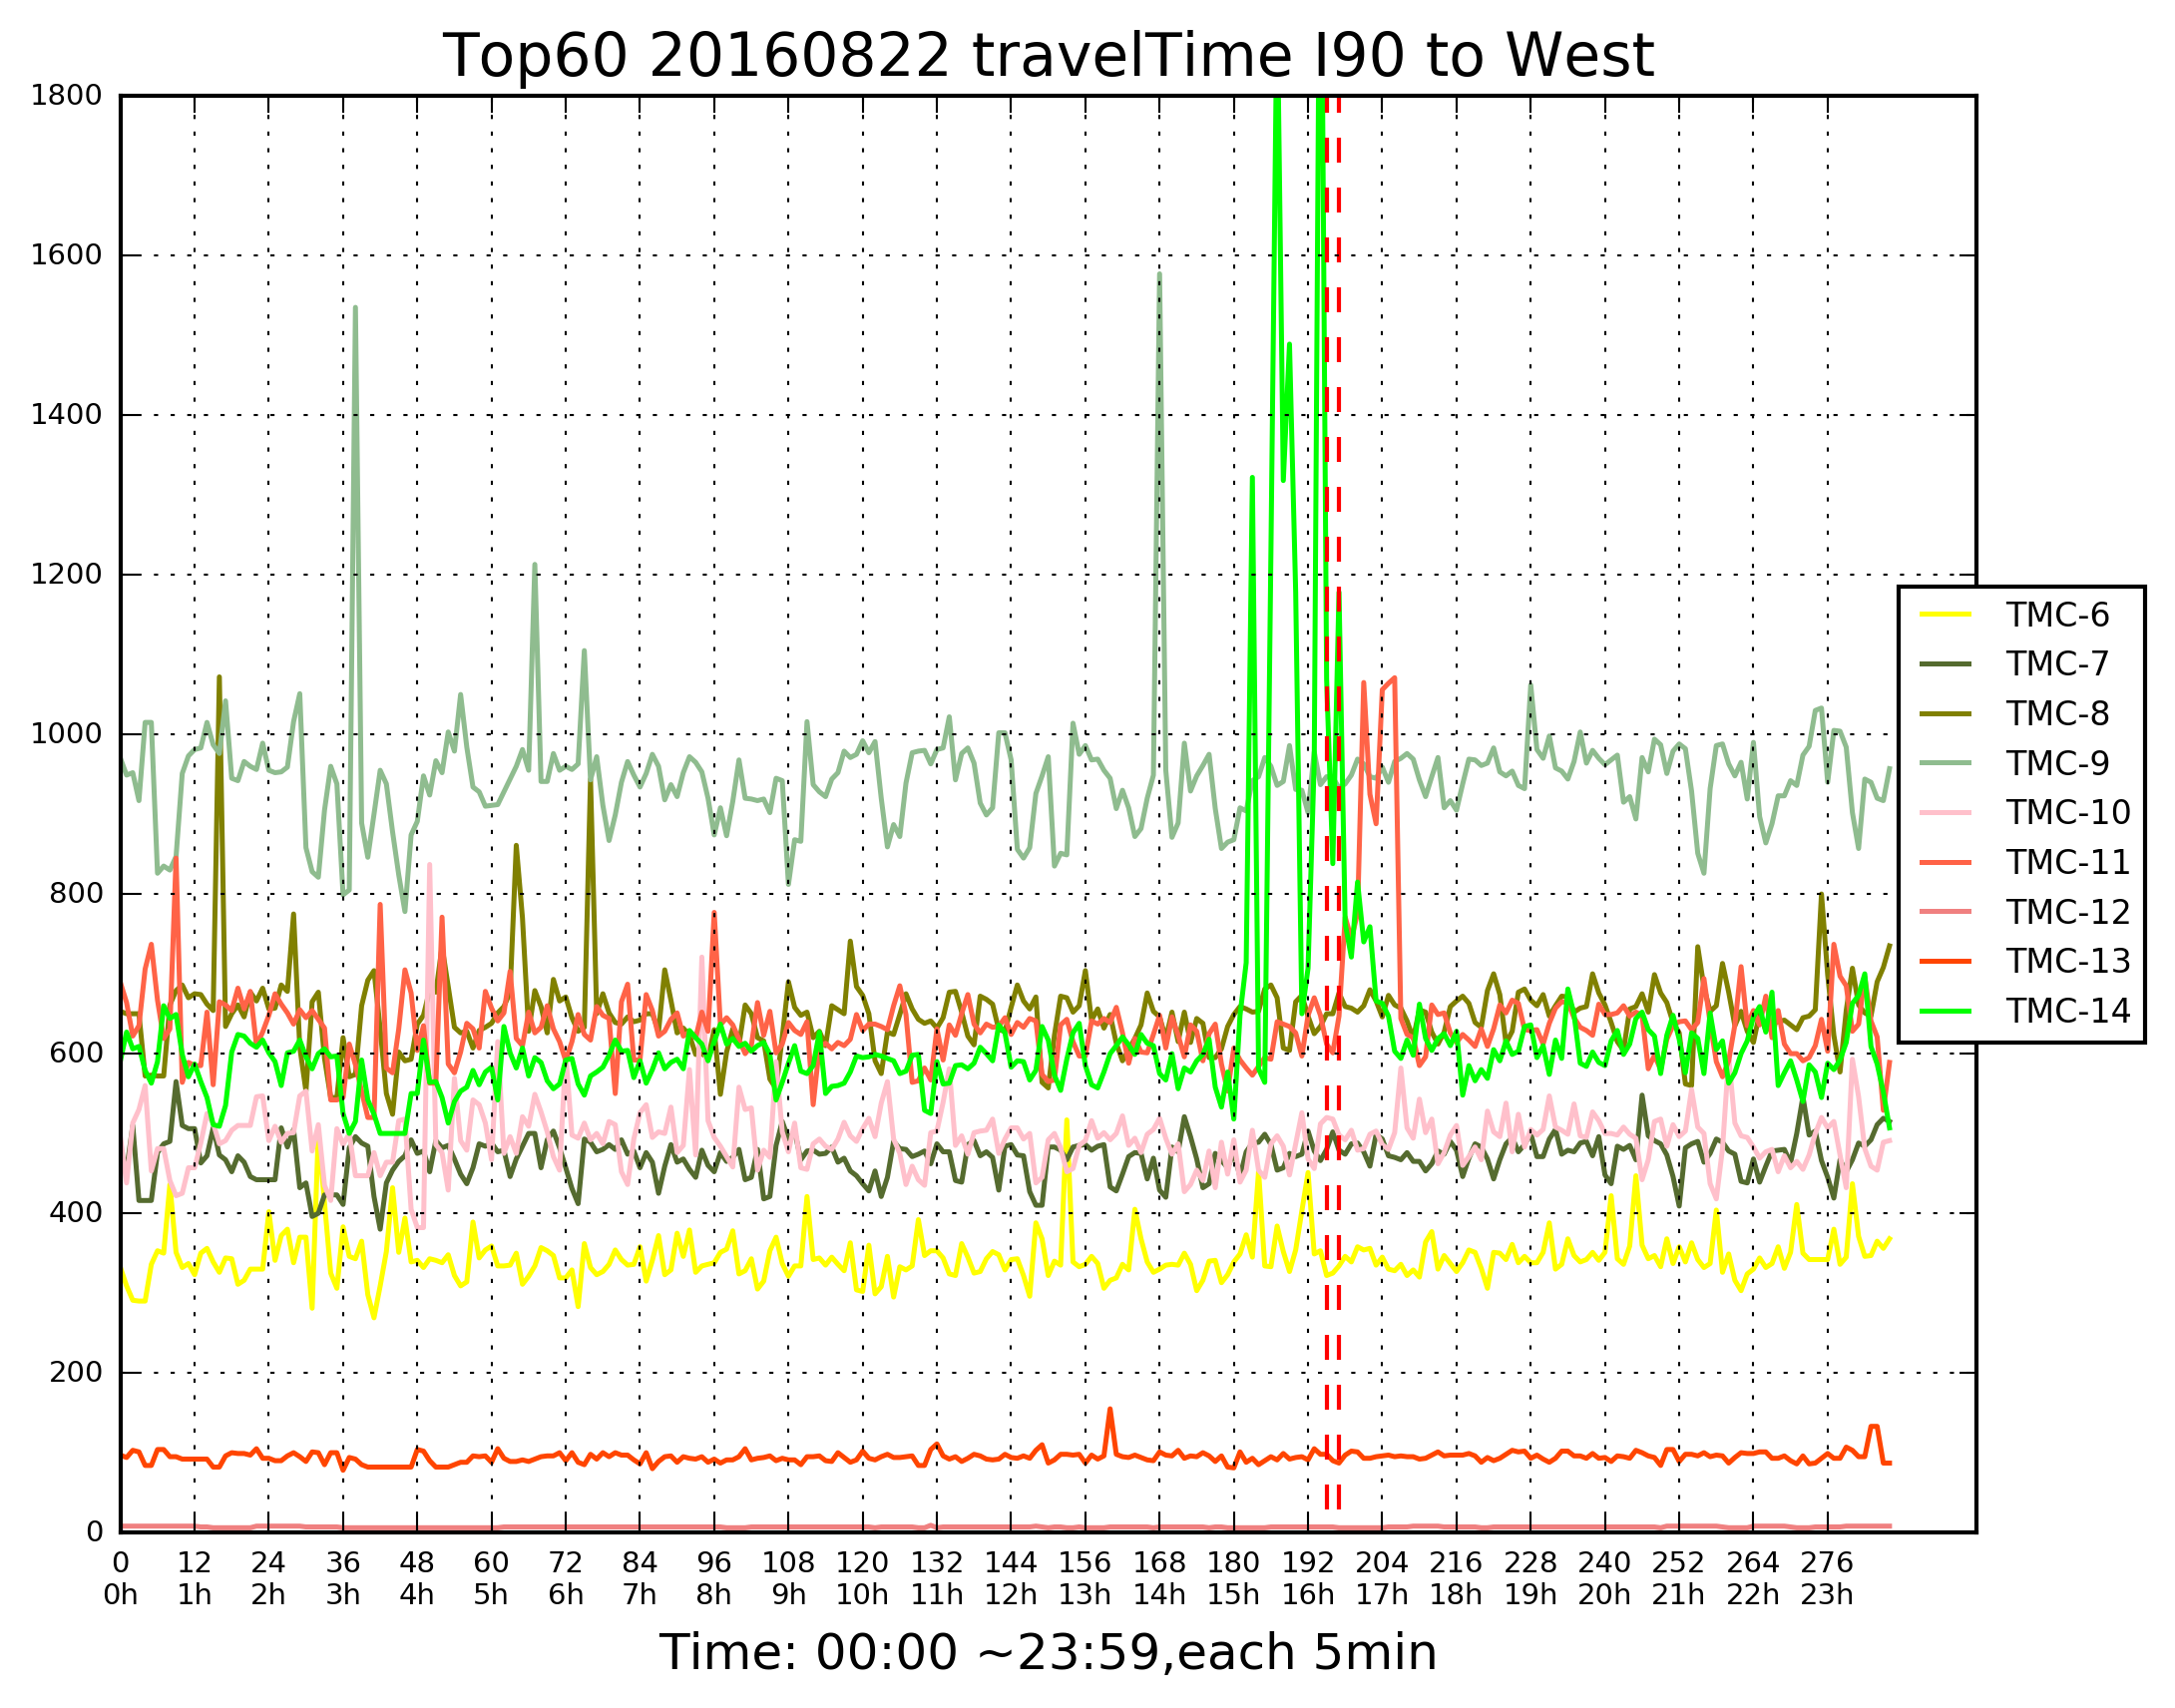 Top60 20160822 travelTime I90 to West
1800
1600
1400
1200
1000
800
600
400
200
0
TMC-6
TMC-7
TMC-8
TMC-9
TMC-10
TMC-11
TMC-12
TMC-13
TMC-14
0 12 24 36 48 60 72 84 96 108 120 132 144 156 168 180 192 204 216 228 240 252 264 276
0h 1h 2h 3h 4h 5h 6h 7h 8h 9h 10h 11h 12h 13h 14h 15h 16h 17h 18h 19h 20h 21h 22h 23h
Time: 00:00 ~23:59,each 5min